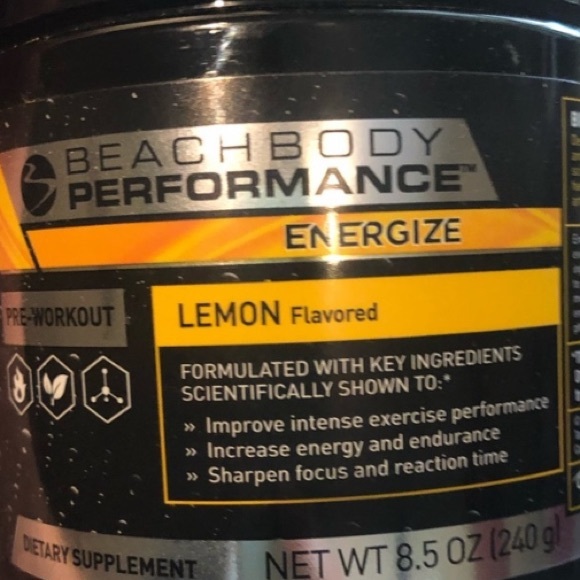 BEACHBODY
PERFORMANCE™
ENERGIZE
PRE-WORKOUT
LEMON Flavored
FORMULATED WITH KEY INGREDIENTS
SCIENTIFICALLY SHOWN TO:*
» Improve intense exercise performance
» Increase energy and endurance
» Sharpen focus and reaction time
DIETARY SUPPLEMENT
NET WT 8.5 OZ (240 g)